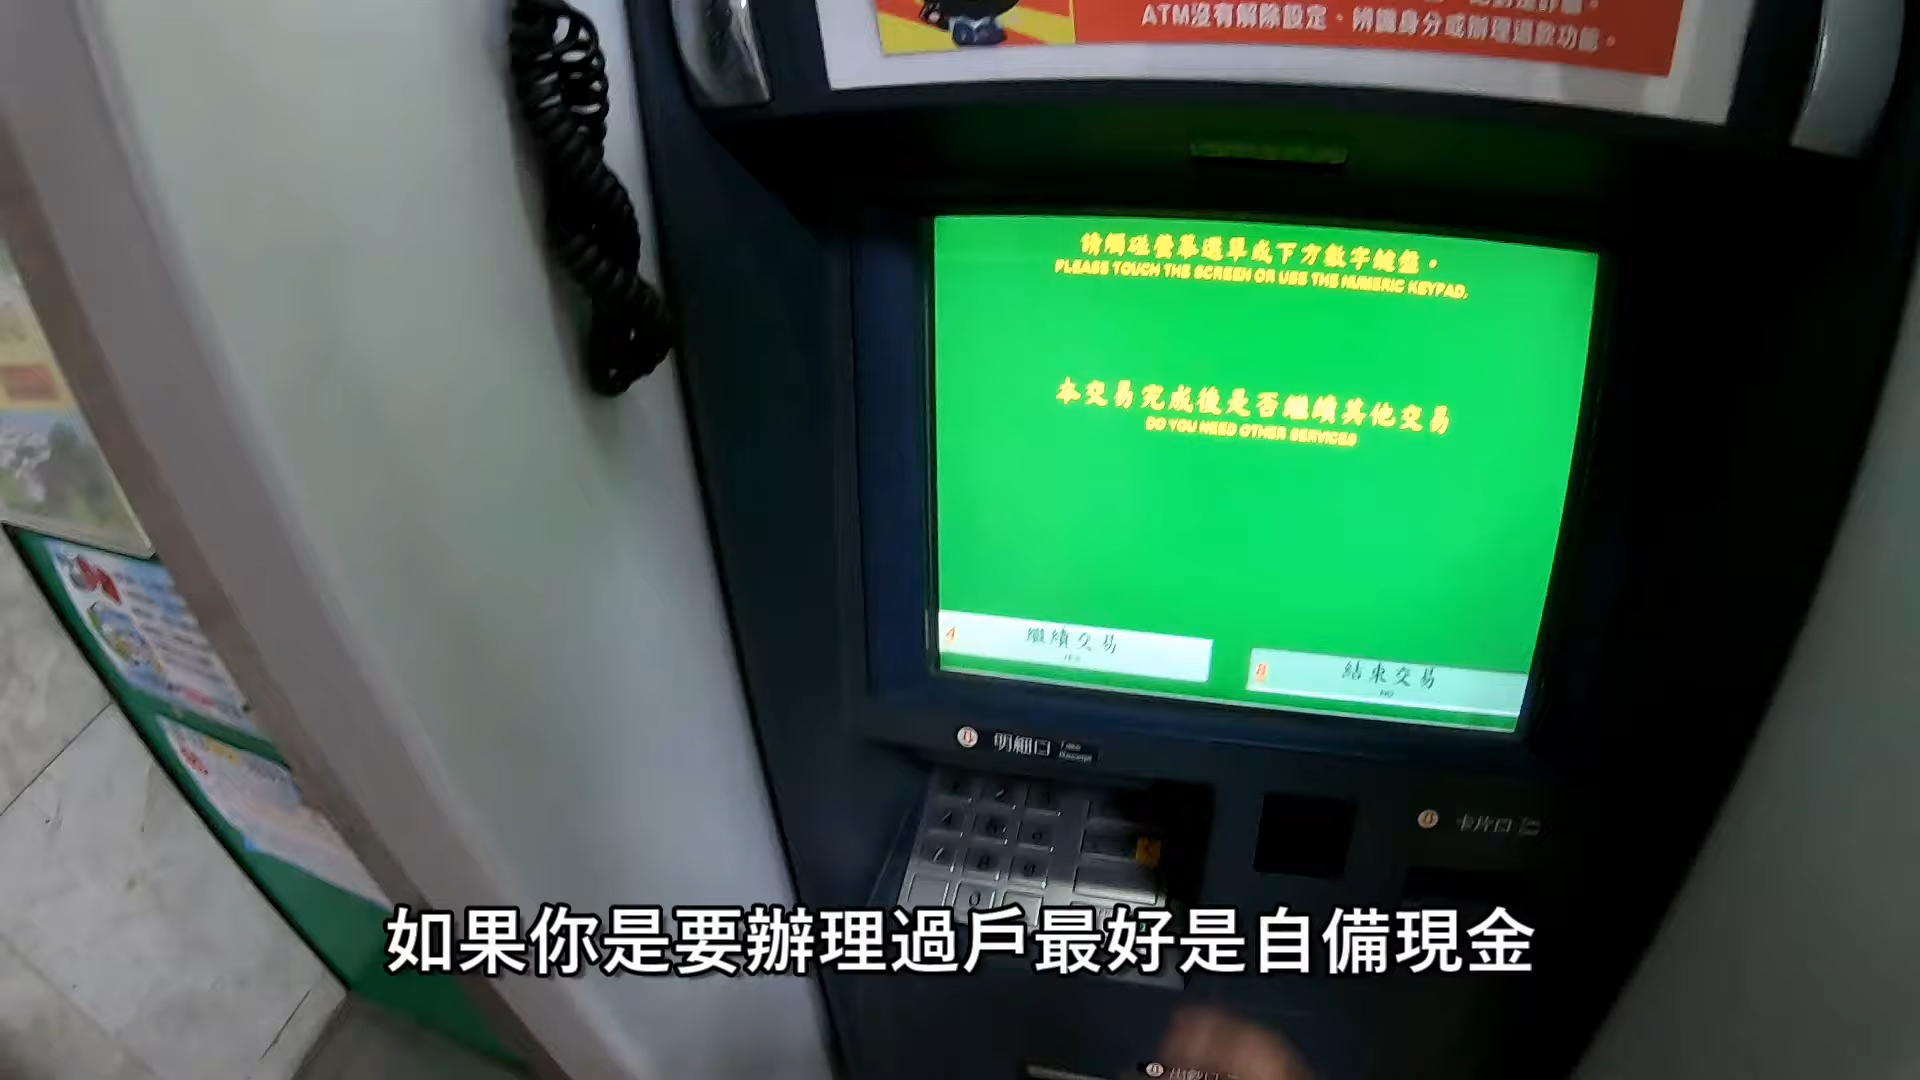 ATM沒有解除設定、辨識身分或辦理退款功能。
請觸碰螢幕選單或下方數字鍵盤。
PLEASE TOUCH THE SCREEN OR USE THE NUMERIC KEYPAD.
本交易完成後是否繼續其他交易
DO YOU NEED OTHER SERVICES
4 繼續交易
YES
8 結束交易
NO
明細口
卡片口
如果你是要辦理過戶最好是自備現金